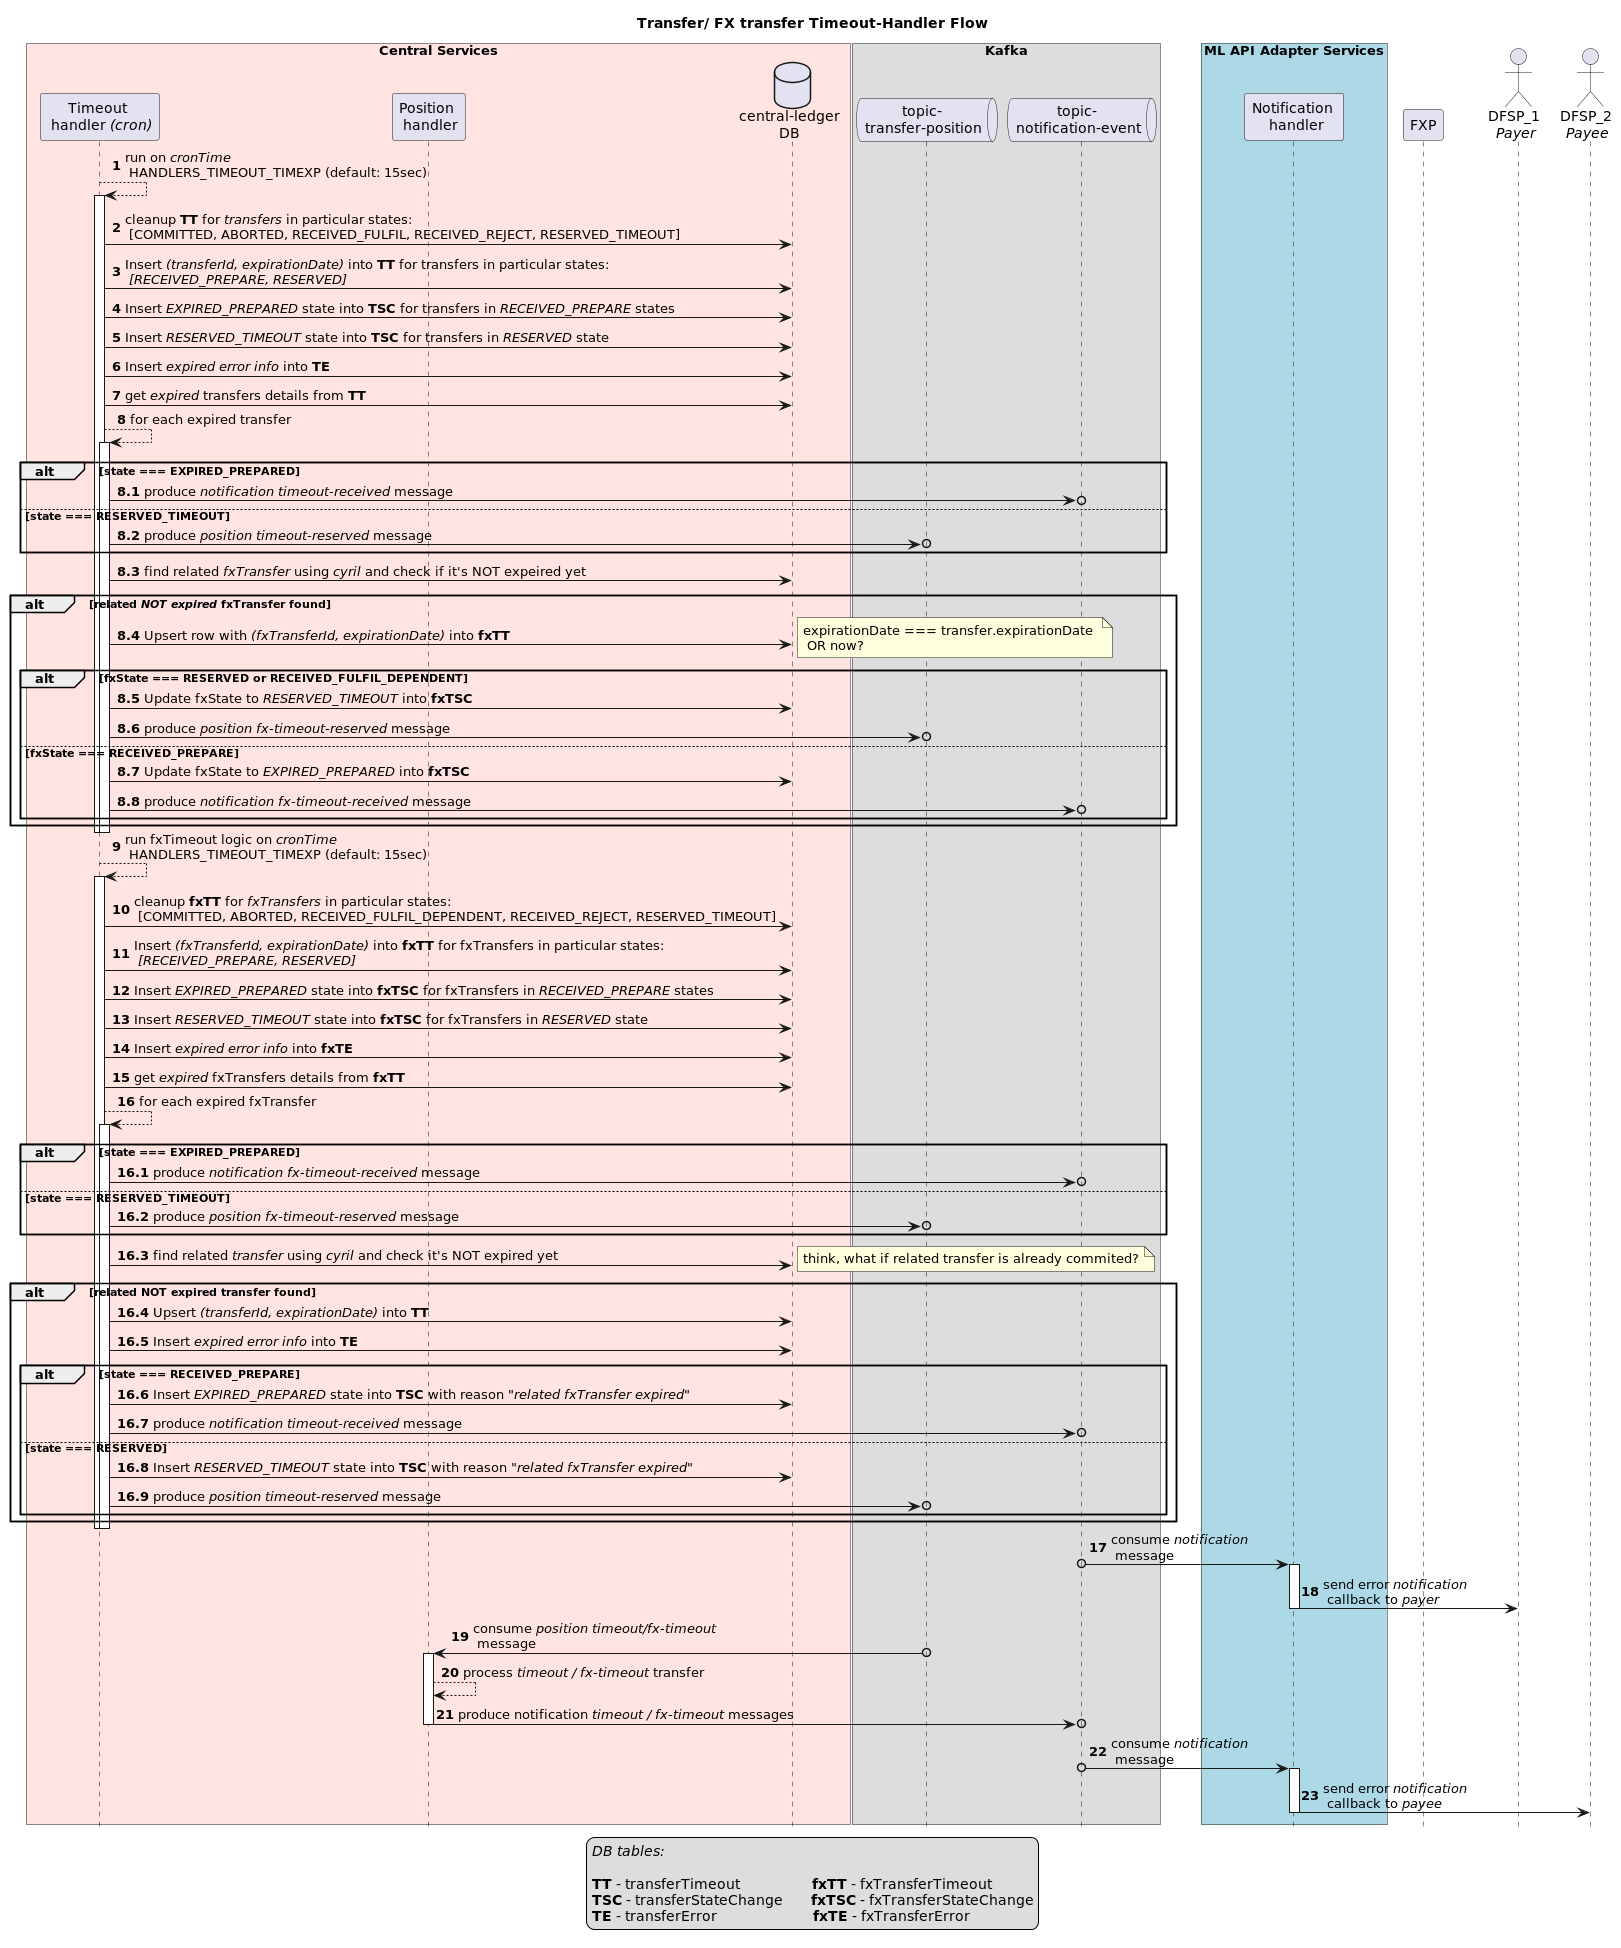 Transfer/ FX transfer Timeout-Handler Flow
Central Services
Kafka
ML API Adapter Services
Timeout
handler (cron)
Position
handler
central-ledger
DB
topic-
transfer-position
topic-
notification-event
Notification
handler
FXP
DFSP_1
Payer
DFSP_2
Payee
1 run on cronTime
HANDLERS_TIMEOUT_TIMEXP (default: 15sec)
2 cleanup TT for transfers in particular states:
[COMMITTED, ABORTED, RECEIVED_FULFIL, RECEIVED_REJECT, RESERVED_TIMEOUT]
3 Insert (transferId, expirationDate) into TT for transfers in particular states:
[RECEIVED_PREPARE, RESERVED]
4 Insert EXPIRED_PREPARED state into TSC for transfers in RECEIVED_PREPARE states
5 Insert RESERVED_TIMEOUT state into TSC for transfers in RESERVED state
6 Insert expired error info into TE
7 get expired transfers details from TT
8 for each expired transfer
alt [state === EXPIRED_PREPARED]
8.1 produce notification timeout-received message
[state === RESERVED_TIMEOUT]
8.2 produce position timeout-reserved message
8.3 find related fxTransfer using cyril and check if it's NOT expeired yet
alt [related NOT expired fxTransfer found]
8.4 Upsert row with (fxTransferId, expirationDate) into fxTT
expirationDate === transfer.expirationDate
OR now?
alt [fxState === RESERVED or RECEIVED_FULFIL_DEPENDENT]
8.5 Update fxState to RESERVED_TIMEOUT into fxTSC
8.6 produce position fx-timeout-reserved message
[fxState === RECEIVED_PREPARE]
8.7 Update fxState to EXPIRED_PREPARED into fxTSC
8.8 produce notification fx-timeout-received message
9 run fxTimeout logic on cronTime
HANDLERS_TIMEOUT_TIMEXP (default: 15sec)
10 cleanup fxTT for fxTransfers in particular states:
[COMMITTED, ABORTED, RECEIVED_FULFIL_DEPENDENT, RECEIVED_REJECT, RESERVED_TIMEOUT]
11 Insert (fxTransferId, expirationDate) into fxTT for fxTransfers in particular states:
[RECEIVED_PREPARE, RESERVED]
12 Insert EXPIRED_PREPARED state into fxTSC for fxTransfers in RECEIVED_PREPARE states
13 Insert RESERVED_TIMEOUT state into fxTSC for fxTransfers in RESERVED state
14 Insert expired error info into fxTE
15 get expired fxTransfers details from fxTT
16 for each expired fxTransfer
alt [state === EXPIRED_PREPARED]
16.1 produce notification fx-timeout-received message
[state === RESERVED_TIMEOUT]
16.2 produce position fx-timeout-reserved message
16.3 find related transfer using cyril and check it's NOT expired yet
think, what if related transfer is already commited?
alt [related NOT expired transfer found]
16.4 Upsert (transferId, expirationDate) into TT
16.5 Insert expired error info into TE
alt [state === RECEIVED_PREPARE]
16.6 Insert EXPIRED_PREPARED state into TSC with reason "related fxTransfer expired"
16.7 produce notification timeout-received message
[state === RESERVED]
16.8 Insert RESERVED_TIMEOUT state into TSC with reason "related fxTransfer expired"
16.9 produce position timeout-reserved message
17 consume notification
message
18 send error notification
callback to payer
19 consume position timeout/fx-timeout
message
20 process timeout / fx-timeout transfer
21 produce notification timeout / fx-timeout messages
22 consume notification
message
23 send error notification
callback to payee
DB tables:
TT - transferTimeout fxTT - fxTransferTimeout
TSC - transferStateChange fxTSC - fxTransferStateChange
TE - transferError fxTE - fxTransferError